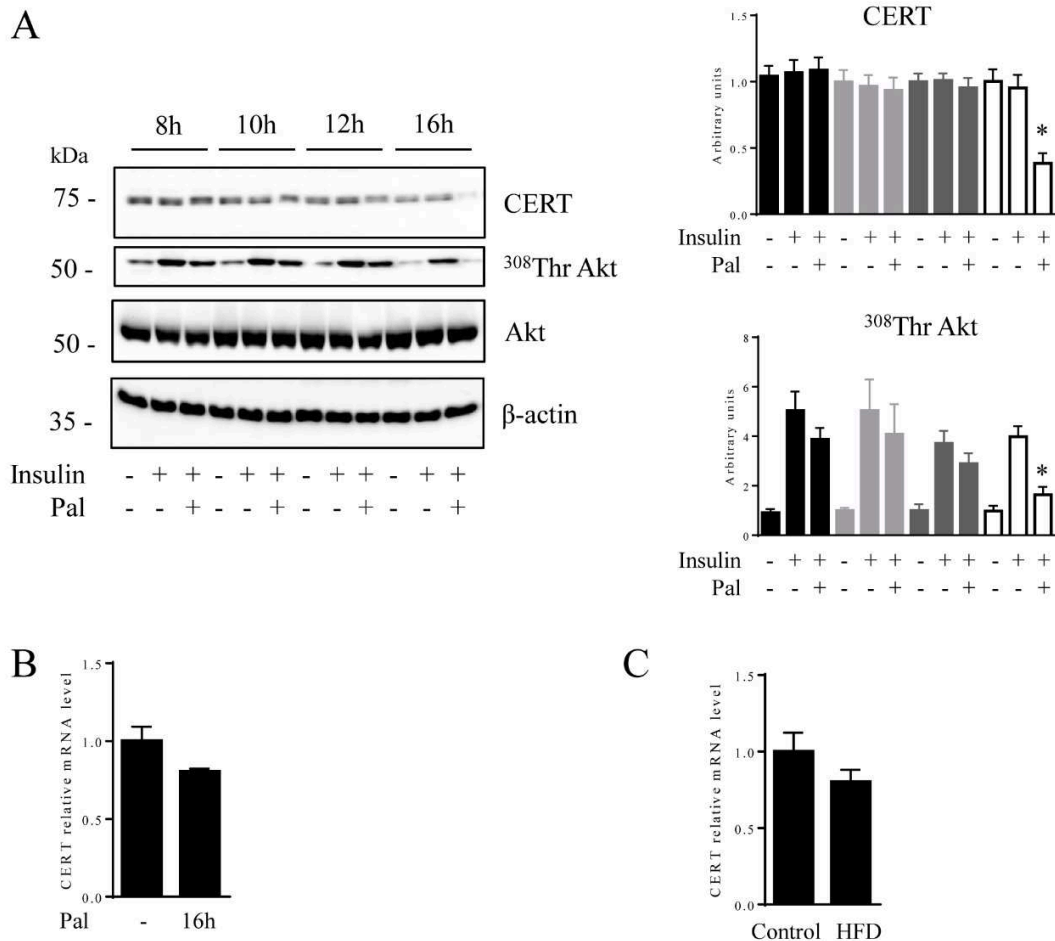 A
8h 10h 12h 16h
kDa
75 -
CERT
50 -
³⁰⁸Thr Akt
50 -
Akt
35 -
β-actin
Insulin - + + - + + - + + - + +
Pal - - + - - + - - + - - +
CERT
1.5
1.0
0.5
0.0
Arbitrary units
*
Insulin - + + - + + - + + - + +
Pal - - + - - + - - + - - +
³⁰⁸Thr Akt
8
6
4
2
0
Arbitrary units
*
Insulin - + + - + + - + + - + +
Pal - - + - - + - - + - - +
B
1.5
1.0
0.5
0.0
CERT relative mRNA level
Pal - 16h
C
1.5
1.0
0.5
0.0
CERT relative mRNA level
Control HFD